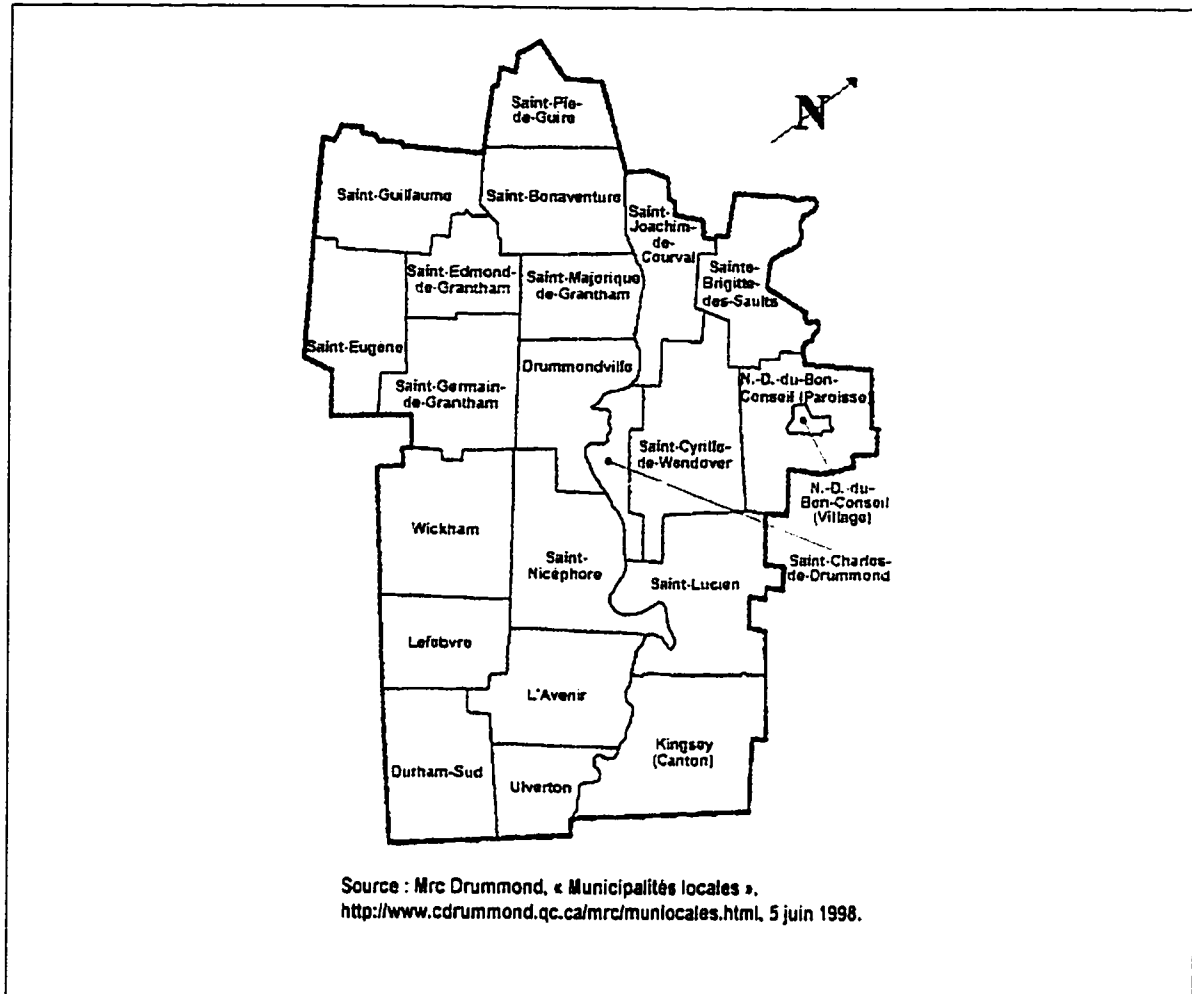 N
Saint-Pie-
de-Guire
Saint-Guillaume
Saint-Bonaventure
Saint-
Joachim-
de-
Courval
Sainte-
Brigitte-
des-Saults
Saint-Edmond-
de-Grantham
Saint-Majorique
de-Grantham
Saint-Eugène
Drummondville
Saint-Germain-
de-Grantham
N.-D.-du-Bon-
Conseil (Paroisse)
Saint-Cyrille-
de-Wendover
N.-D.-du-
Bon-Conseil
(Village)
Wickham
Saint-
Nicéphore
Saint-Charles-
de-Drummond
Saint-Lucien
Lefebvre
L'Avenir
Kingsey
(Canton)
Durham-Sud
Ulverton
Source : Mrc Drummond, « Municipalités locales »,
http://www.cdrummond.qc.ca/mrc/munlocales.html, 5 juin 1998.